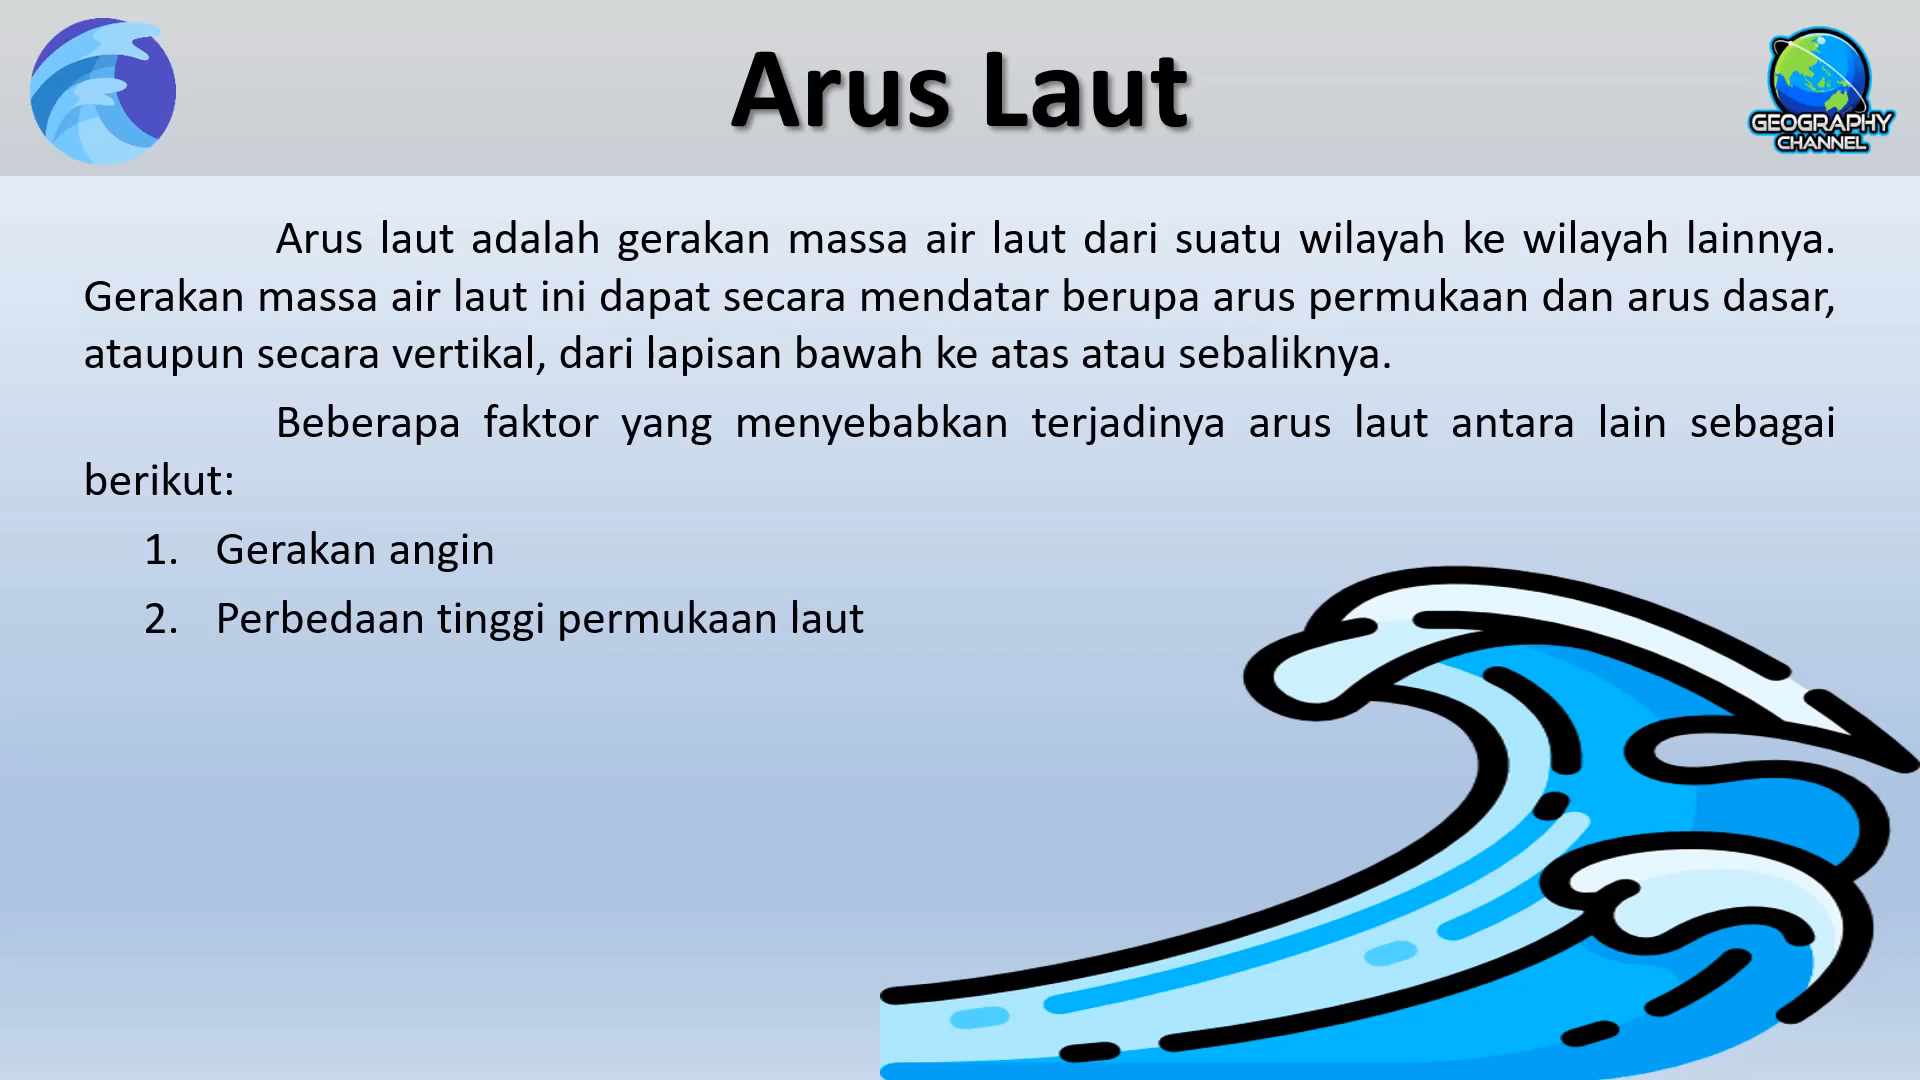 Arus Laut
GEOGRAPHY
CHANNEL
Arus laut adalah gerakan massa air laut dari suatu wilayah ke wilayah lainnya.
Gerakan massa air laut ini dapat secara mendatar berupa arus permukaan dan arus dasar,
ataupun secara vertikal, dari lapisan bawah ke atas atau sebaliknya.
Beberapa faktor yang menyebabkan terjadinya arus laut antara lain sebagai
berikut:
1. Gerakan angin
2. Perbedaan tinggi permukaan laut